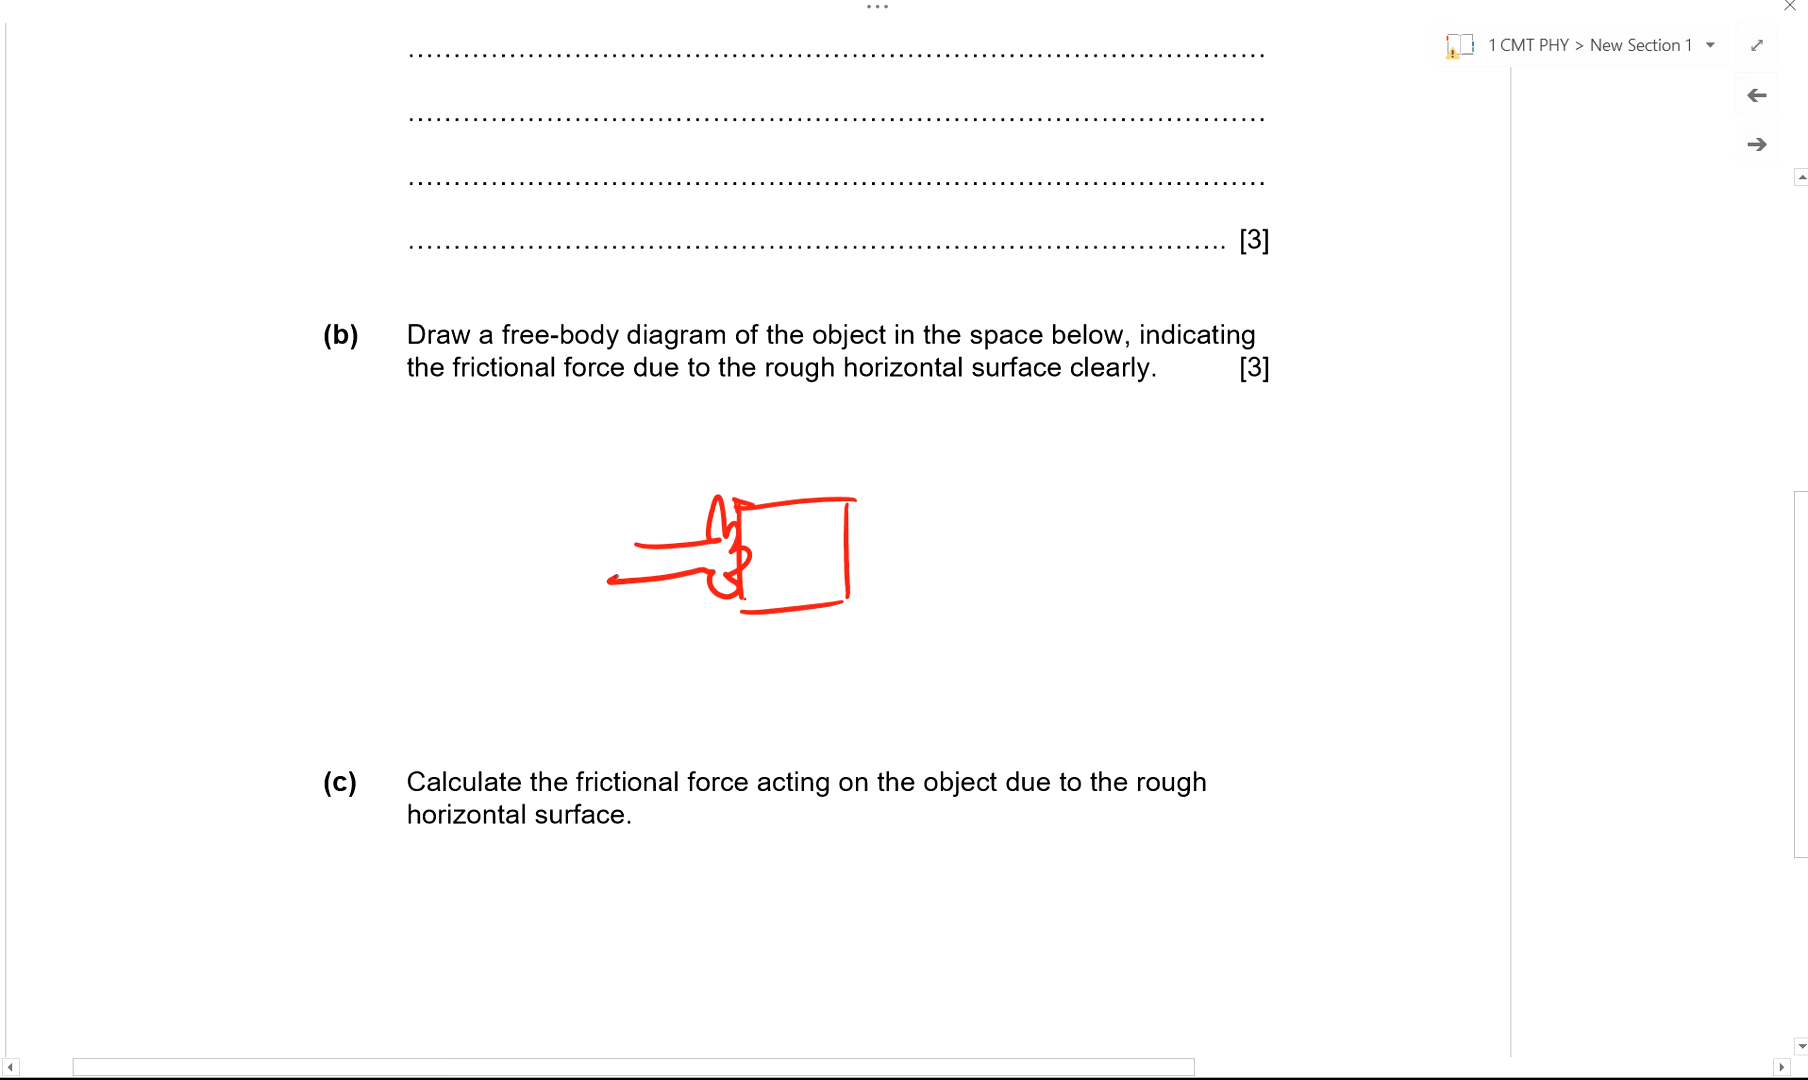 1 CMT PHY > New Section 1
........................................................................................
........................................................................................
........................................................................................
.................................................................................... [3]
(b) Draw a free-body diagram of the object in the space below, indicating
the frictional force due to the rough horizontal surface clearly. [3]
(c) Calculate the frictional force acting on the object due to the rough
horizontal surface.